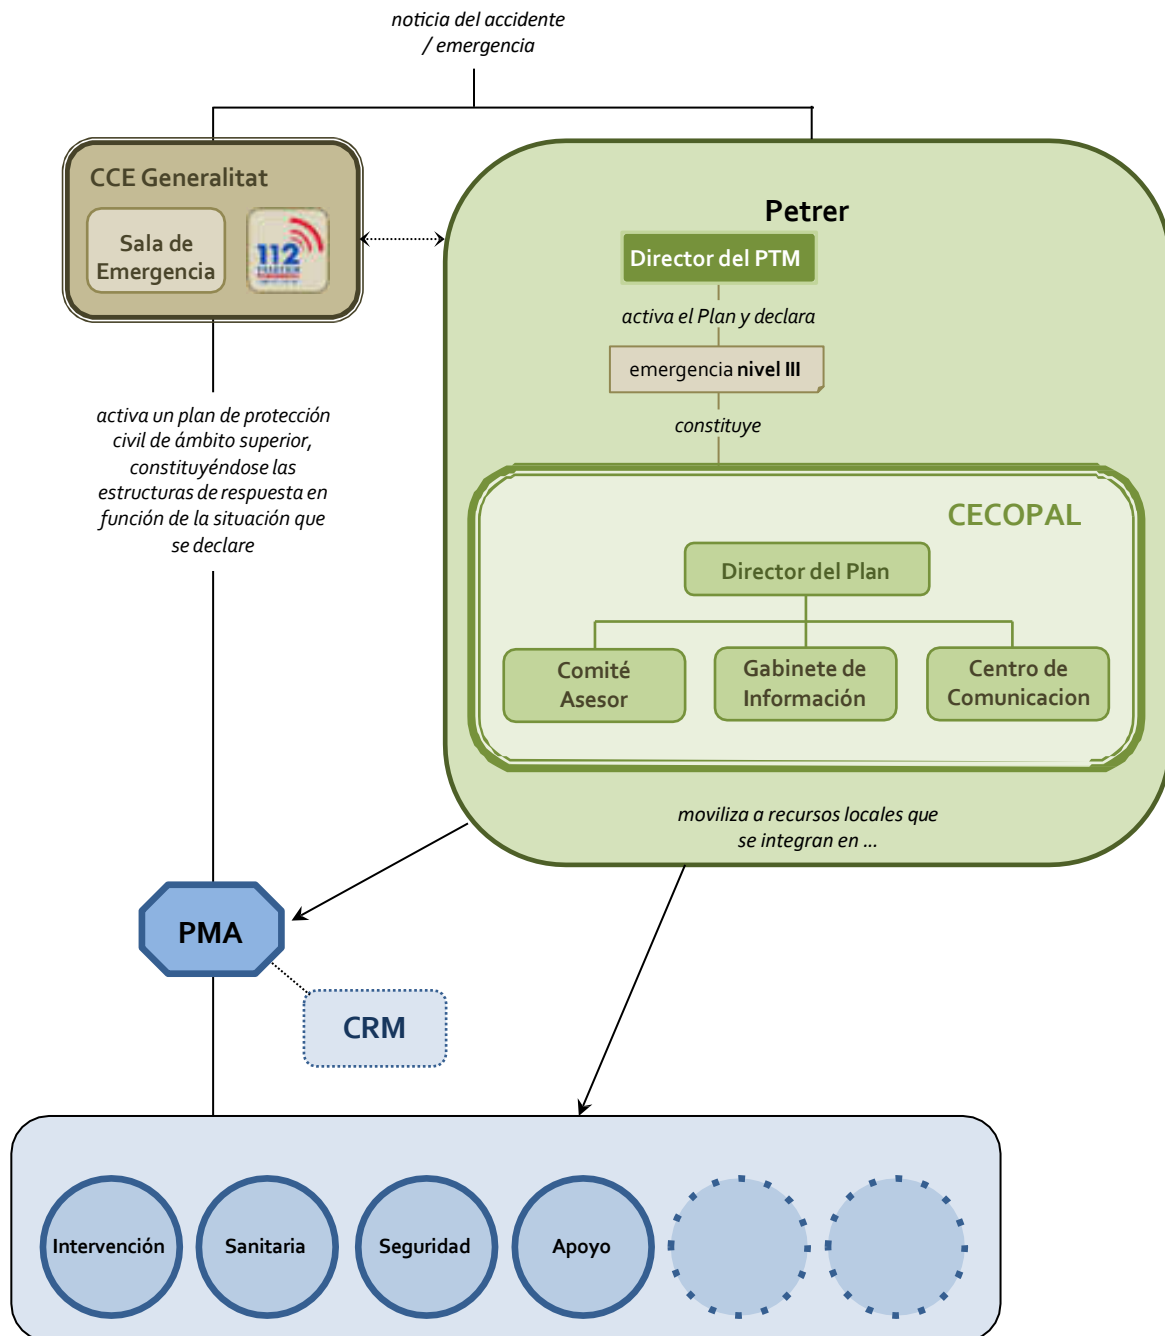 noticia del accidente
/ emergencia
CCE Generalitat
Sala de
Emergencia
112
Petrer
Director del PTM
activa el Plan y declara
emergencia nivel III
constituye
activa un plan de protección
civil de ámbito superior,
constituyéndose las
estructuras de respuesta en
función de la situación que
se declare
CECOPAL
Director del Plan
Comité
Asesor
Gabinete de
Información
Centro de
Comunicacion
moviliza a recursos locales que
se integran en ...
PMA
CRM
Intervención
Sanitaria
Seguridad
Apoyo